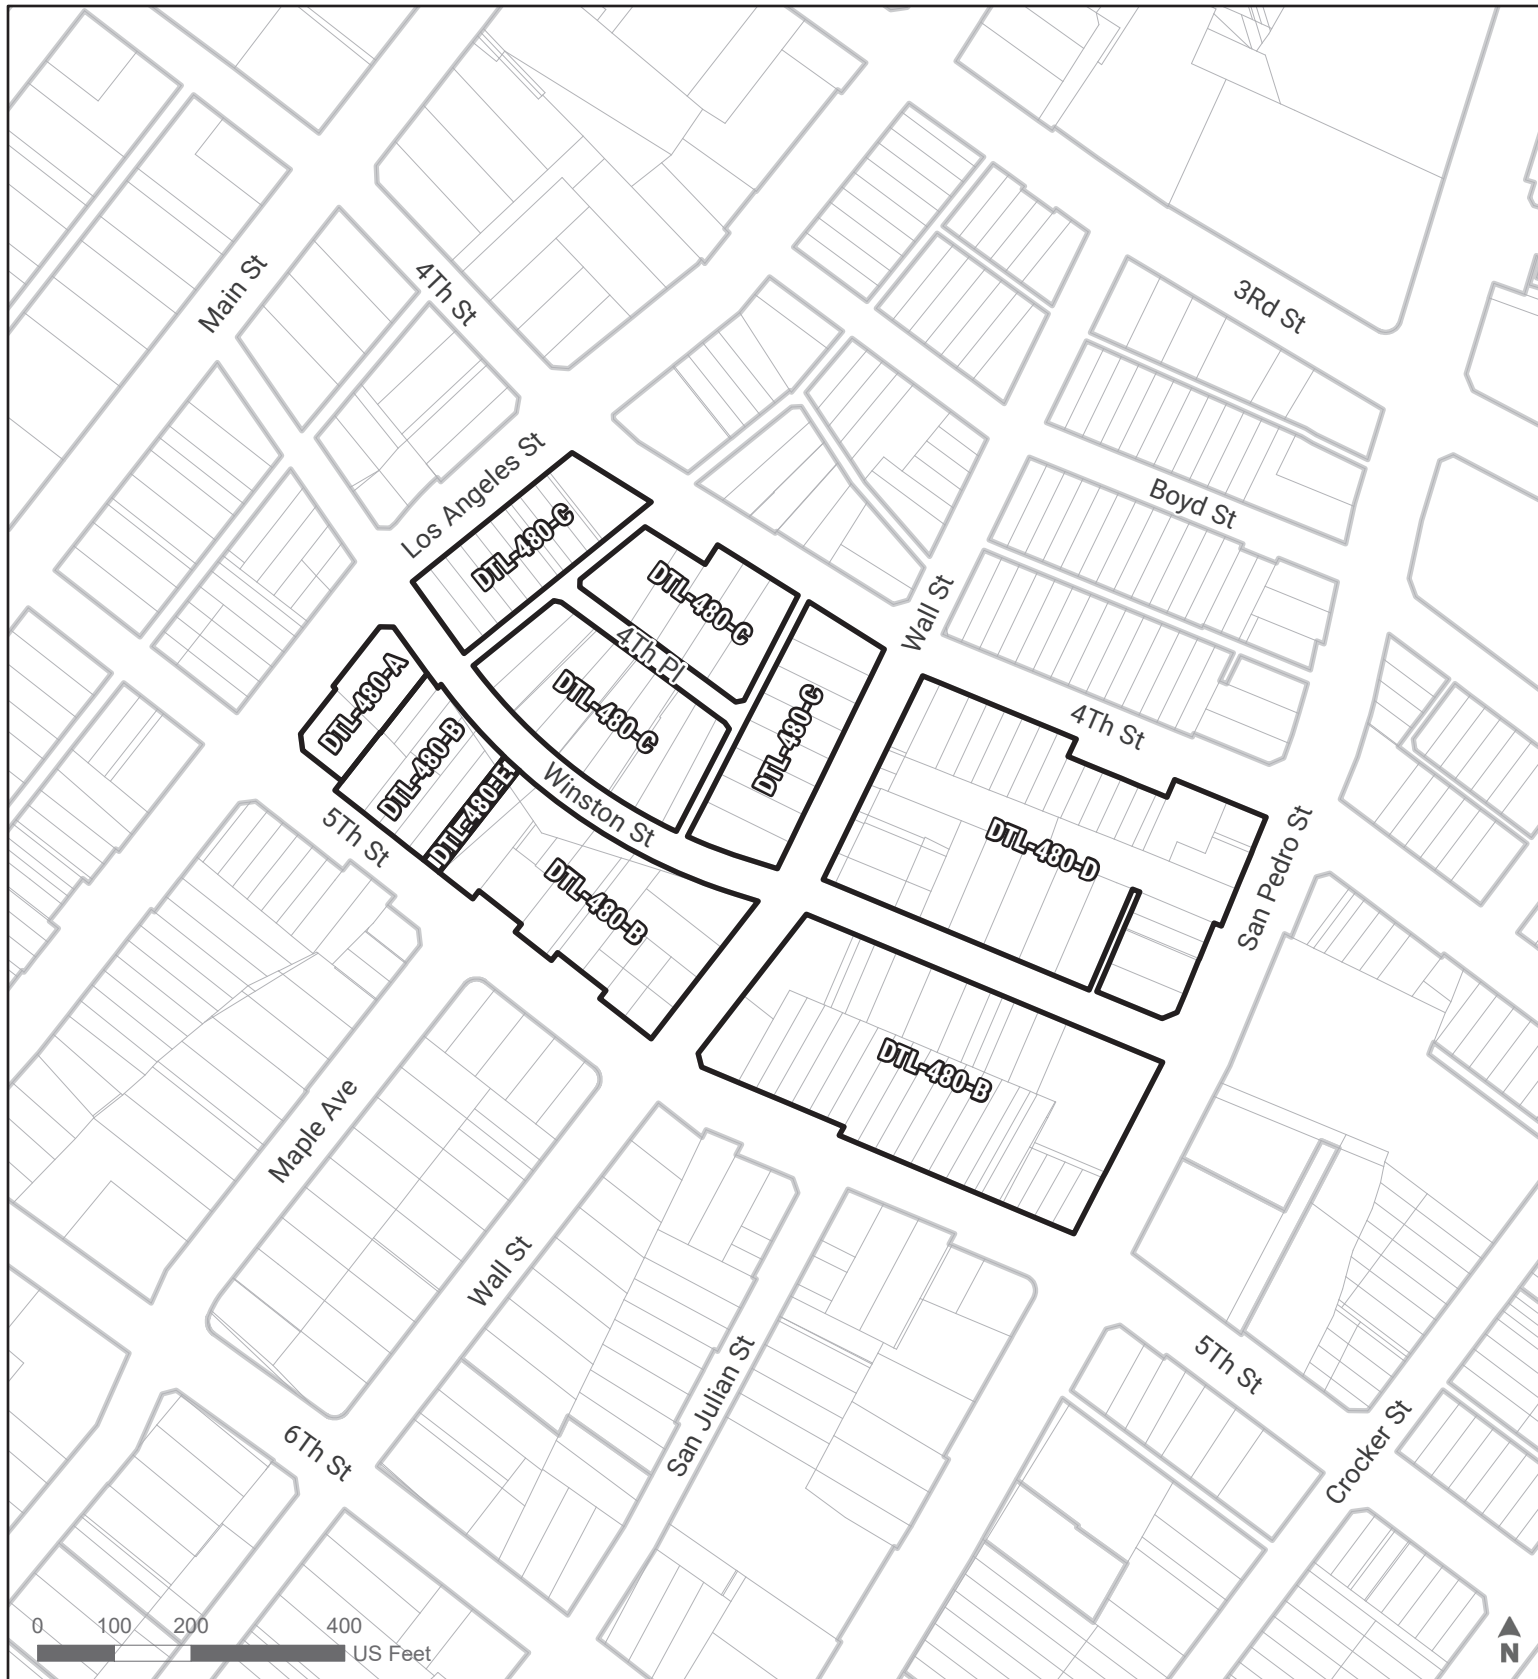 Main St
4Th St
3Rd St
Los Angeles St
Boyd St
DTL-480-C
DTL-480-C
Wall St
4Th Pl
DTL-480-A
DTL-480-C
DTL-480-C
4Th St
DTL-480-B
DTL-480-E
Winston St
5Th St
DTL-480-D
San Pedro St
DTL-480-B
DTL-480-B
Maple Ave
Wall St
San Julian St
5Th St
6Th St
Crocker St
0 100 200 400
US Feet
N